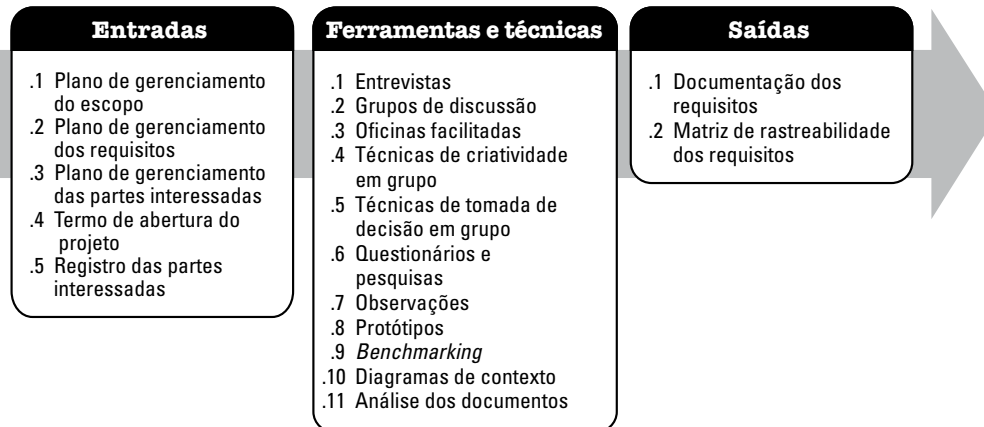 Entradas
.1 Plano de gerenciamento
do escopo
.2 Plano de gerenciamento
dos requisitos
.3 Plano de gerenciamento
das partes interessadas
.4 Termo de abertura do
projeto
.5 Registro das partes
interessadas
Ferramentas e técnicas
.1 Entrevistas
.2 Grupos de discussão
.3 Oficinas facilitadas
.4 Técnicas de criatividade
em grupo
.5 Técnicas de tomada de
decisão em grupo
.6 Questionários e
pesquisas
.7 Observações
.8 Protótipos
.9 Benchmarking
.10 Diagramas de contexto
.11 Análise dos documentos
Saídas
.1 Documentação dos
requisitos
.2 Matriz de rastreabilidade
dos requisitos